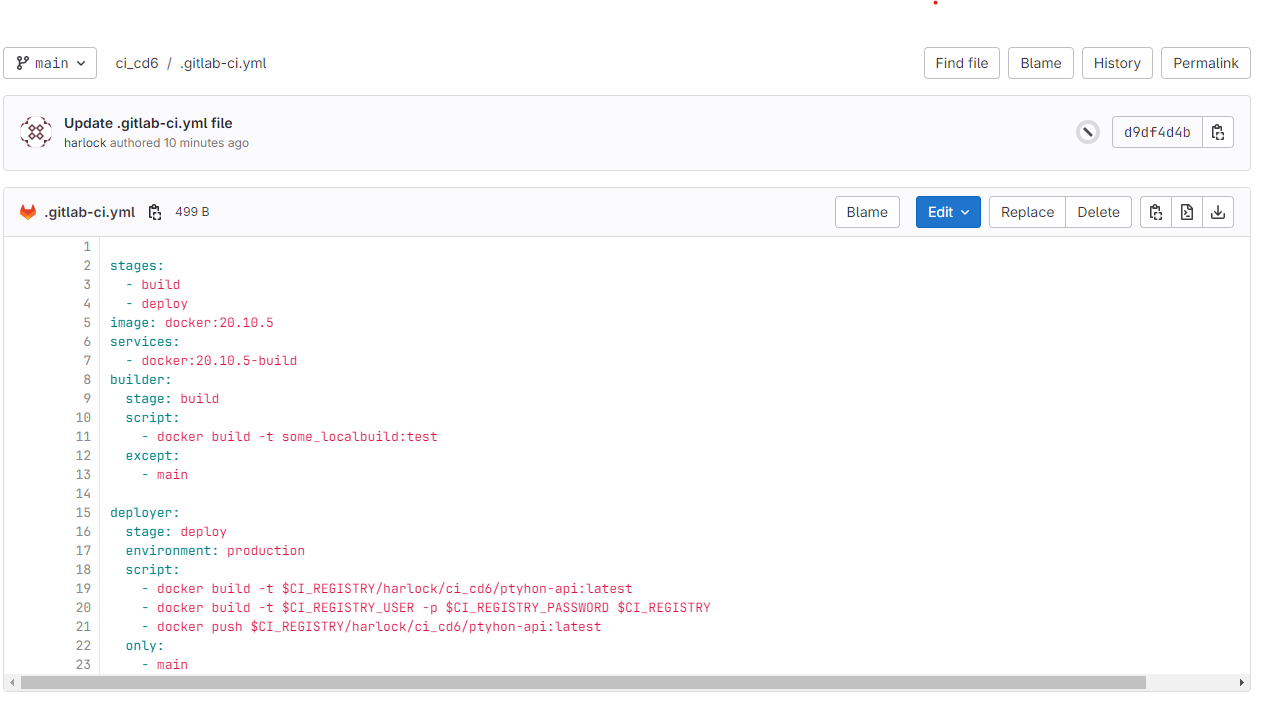 main ci_cd6 / .gitlab-ci.yml Find file Blame History Permalink
Update .gitlab-ci.yml file
harlock authored 10 minutes ago
d9df4d4b
.gitlab-ci.yml 499 B Blame Edit Replace Delete
1
2 stages:
3   - build
4   - deploy
5 image: docker:20.10.5
6 services:
7   - docker:20.10.5-build
8 builder:
9   stage: build
10   script:
11     - docker build -t some_localbuild:test
12   except:
13     - main
14
15 deployer:
16   stage: deploy
17   environment: production
18   script:
19     - docker build -t $CI_REGISTRY/harlock/ci_cd6/ptyhon-api:latest
20     - docker build -t $CI_REGISTRY_USER -p $CI_REGISTRY_PASSWORD $CI_REGISTRY
21     - docker push $CI_REGISTRY/harlock/ci_cd6/ptyhon-api:latest
22   only:
23     - main